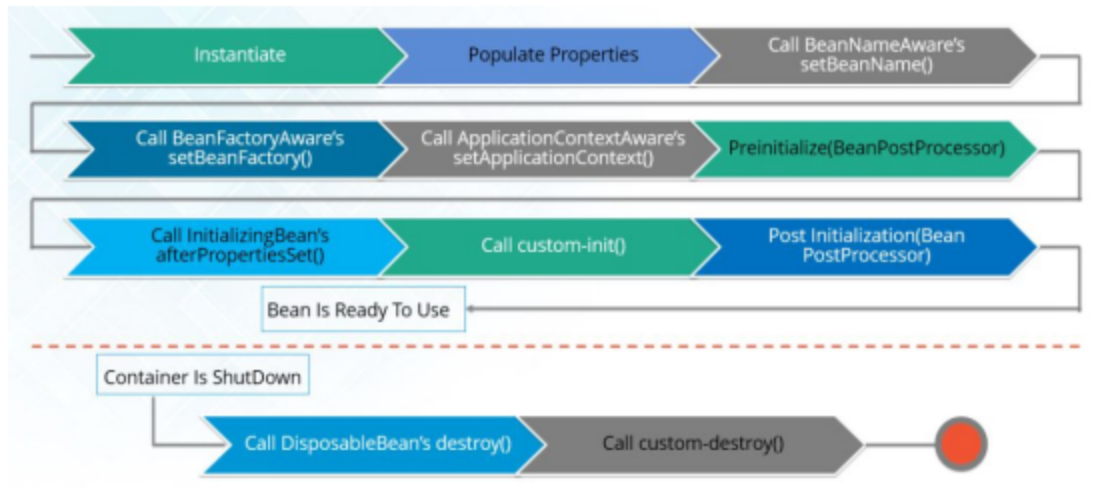 Instantiate
Populate Properties
Call BeanNameAware's
setBeanName()
Call BeanFactoryAware's
setBeanFactory()
Call ApplicationContextAware's
setApplicationContext()
Preinitialize(BeanPostProcessor)
Call InitializingBean's
afterPropertiesSet()
Call custom-init()
Post Initialization(Bean
PostProcessor)
Bean Is Ready To Use
Container Is ShutDown
Call DisposableBean's destroy()
Call custom-destroy()